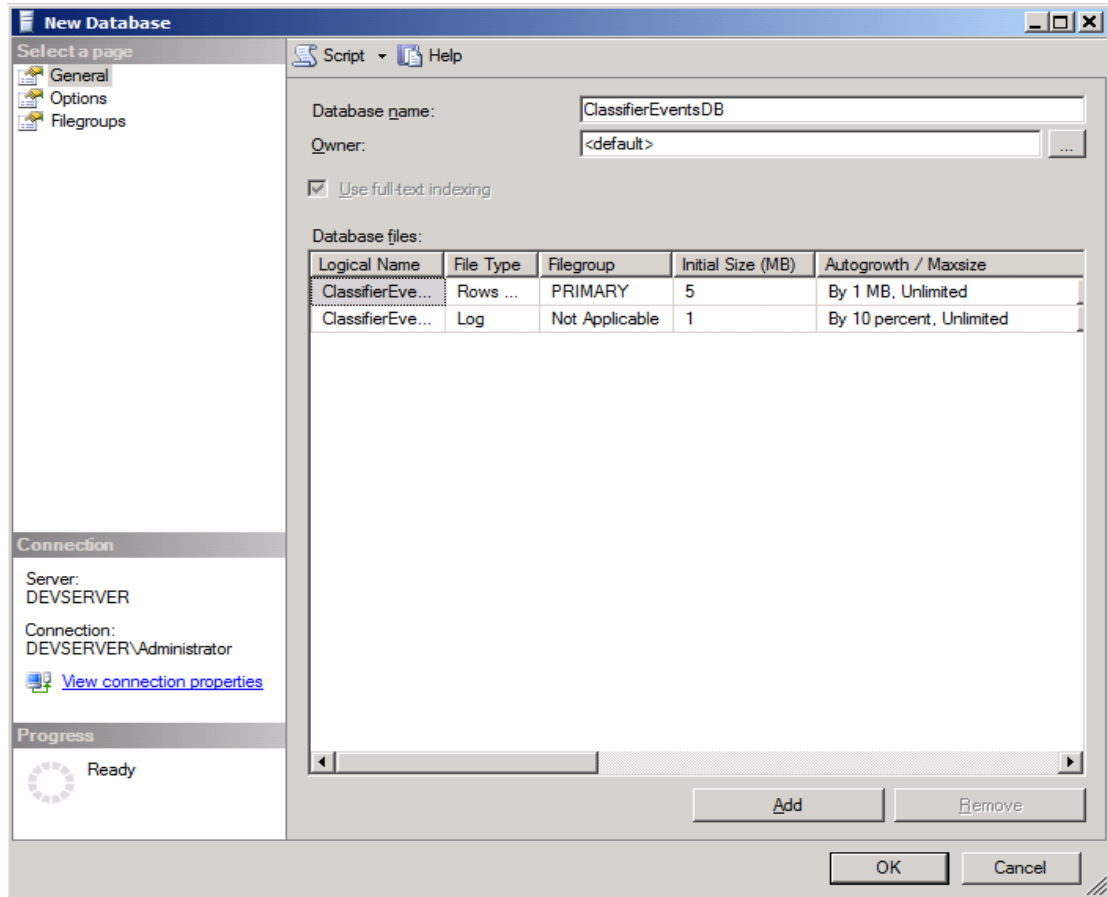 New Database
Select a page
General
Options
Filegroups
Script Help
Database name: ClassifierEventsDB
Owner: <default> ...
Use full-text indexing
Database files:
Logical Name File Type Filegroup Initial Size (MB) Autogrowth / Maxsize
ClassifierEve... Rows ... PRIMARY 5 By 1 MB, Unlimited
ClassifierEve... Log Not Applicable 1 By 10 percent, Unlimited
Connection
Server:
DEVSERVER
Connection:
DEVSERVER\Administrator
View connection properties
Progress
Ready
Add Remove
OK Cancel